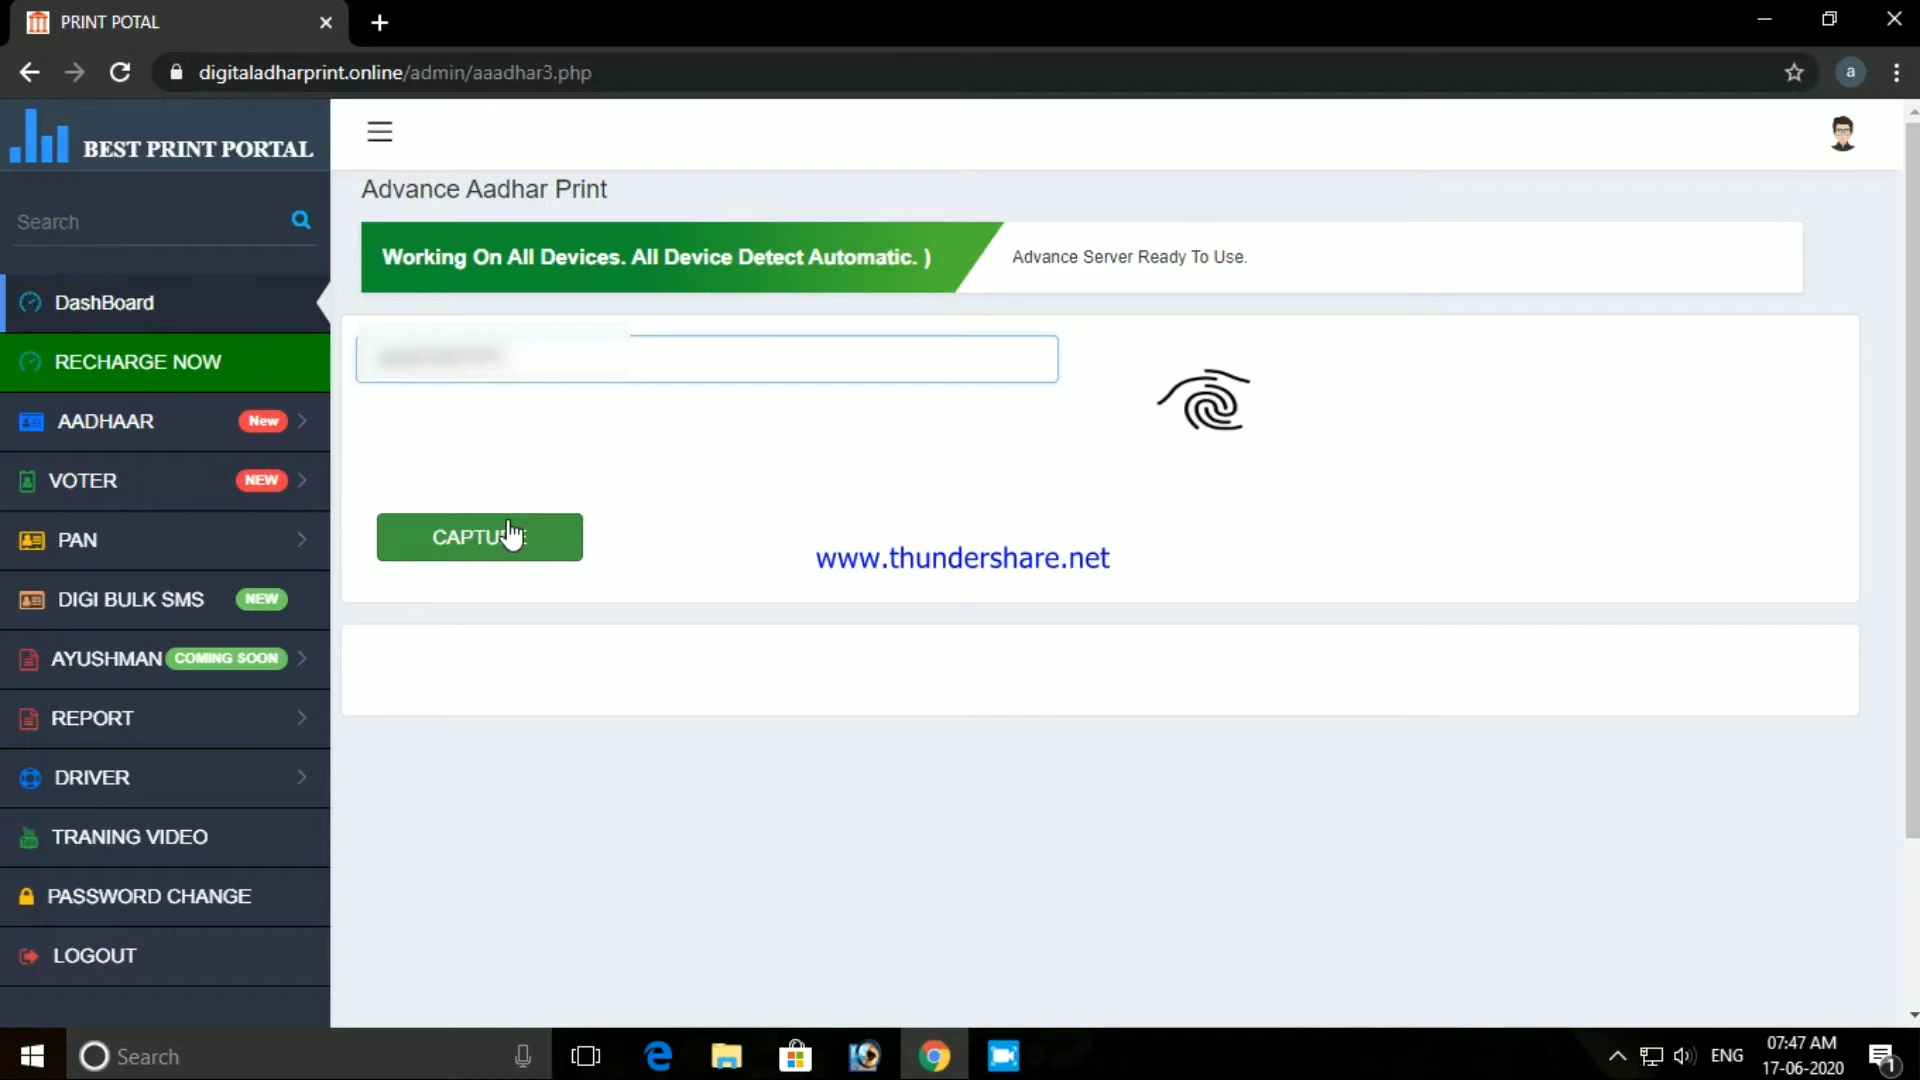 PRINT POTAL
digitaladharprint.online/admin/aaadhar3.php
a
BEST PRINT PORTAL
Search
DashBoard
RECHARGE NOW
AADHAAR New
VOTER NEW
PAN
DIGI BULK SMS NEW
AYUSHMAN COMING SOON
REPORT
DRIVER
TRANING VIDEO
PASSWORD CHANGE
LOGOUT
Advance Aadhar Print
Working On All Devices. All Device Detect Automatic. )
Advance Server Ready To Use.
www.thundershare.net
Search
ENG
07:47 AM
17-06-2020
1